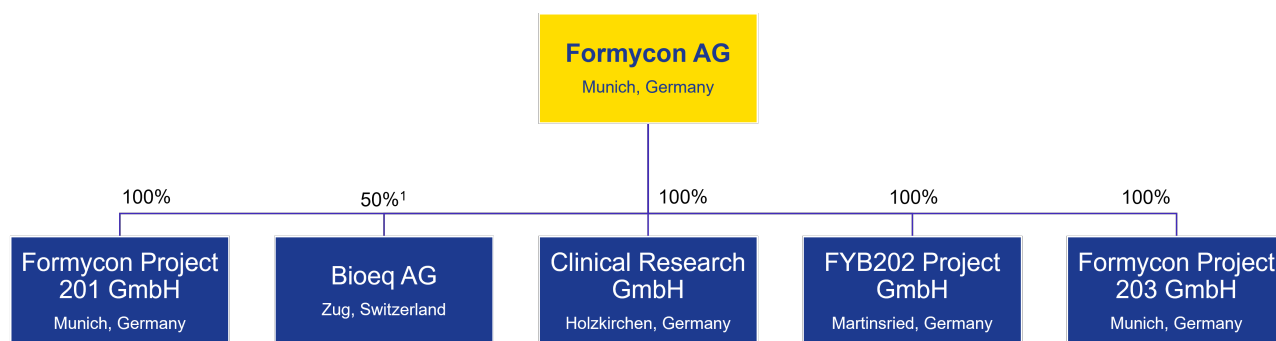 Formycon AG
Munich, Germany
100%
50%¹
100%
100%
100%
Formycon Project
201 GmbH
Munich, Germany
Bioeq AG
Zug, Switzerland
Clinical Research
GmbH
Holzkirchen, Germany
FYB202 Project
GmbH
Martinsried, Germany
Formycon Project
203 GmbH
Munich, Germany